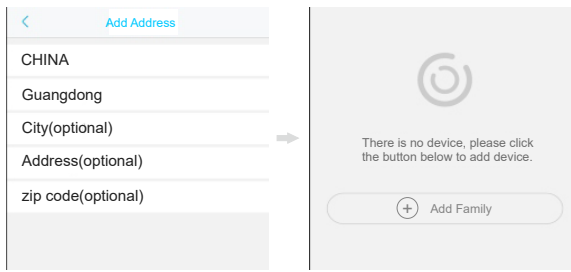 Add Address
CHINA
Guangdong
City(optional)
Address(optional)
zip code(optional)
There is no device, please click
the button below to add device.
Add Family